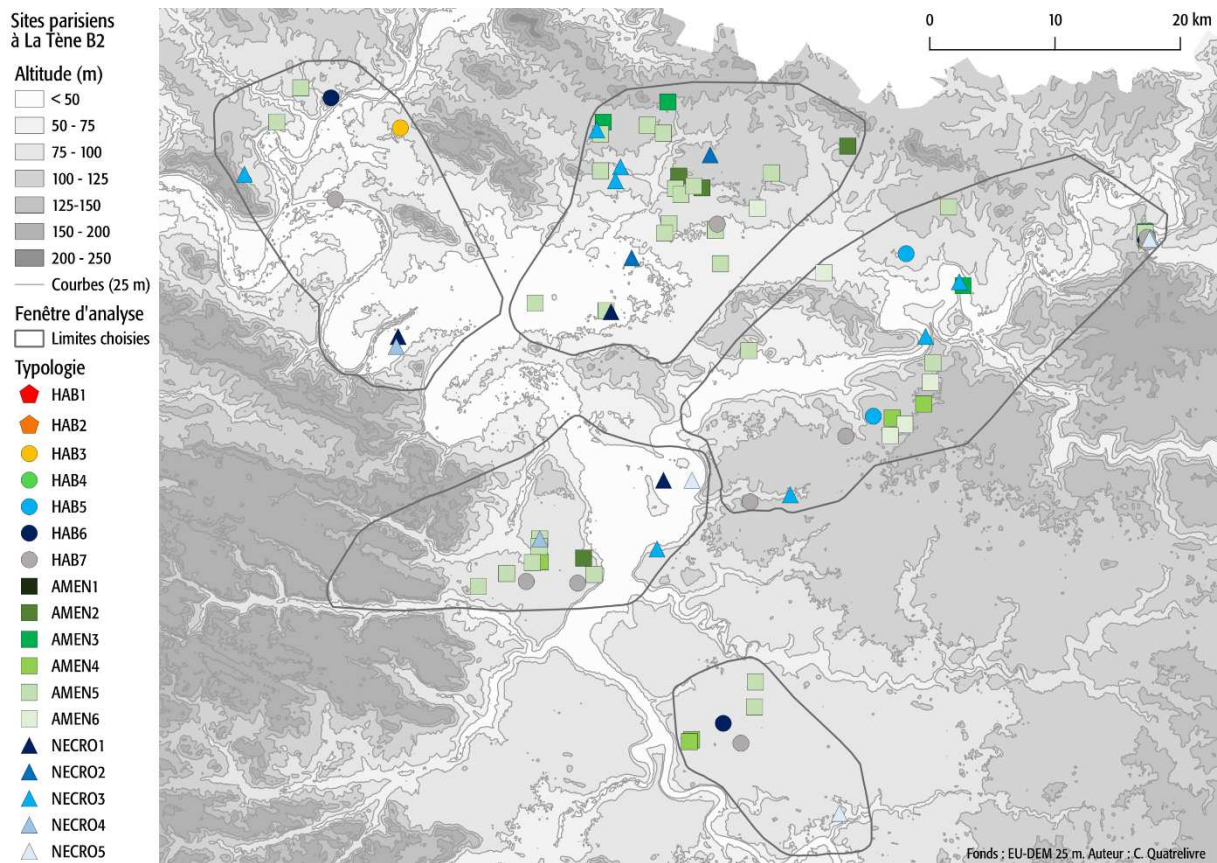 Sites parisiens
à La Tène B2
Altitude (m)
< 50
50 - 75
75 - 100
100 - 125
125-150
150 - 200
200 - 250
Courbes (25 m)
Fenêtre d'analyse
Limites choisies
Typologie
HAB1
HAB2
HAB3
HAB4
HAB5
HAB6
HAB7
AMEN1
AMEN2
AMEN3
AMEN4
AMEN5
AMEN6
NECRO1
NECRO2
NECRO3
NECRO4
NECRO5
0 10 20 km
Fonds : EU-DEM 25 m. Auteur : C. Quatrelivre